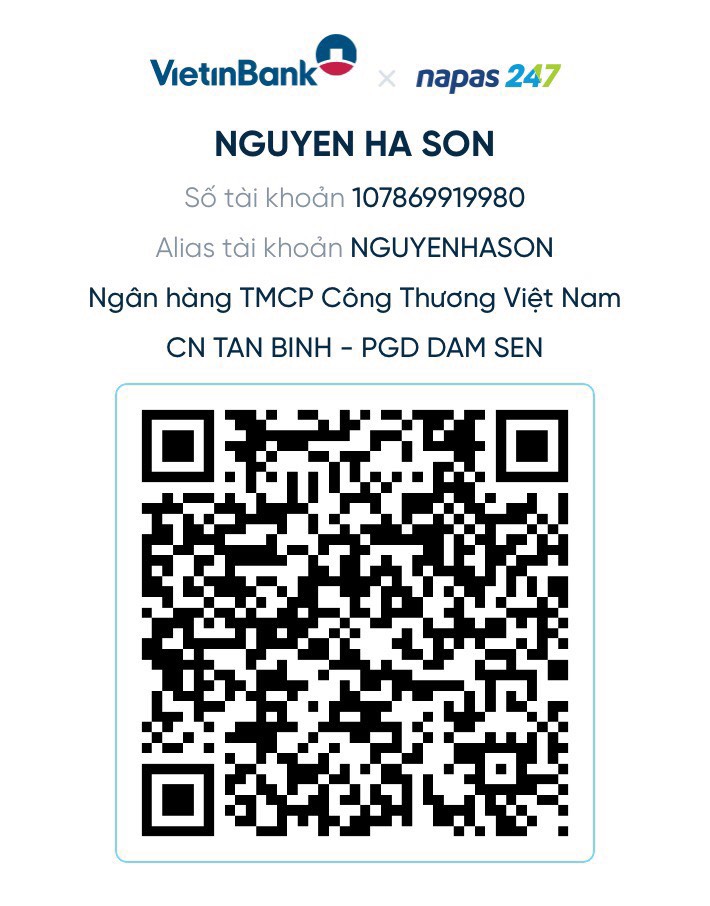 VietinBank × napas 247
NGUYEN HA SON
Số tài khoản 107869919980
Alias tài khoản NGUYENHASON
Ngân hàng TMCP Công Thương Việt Nam
CN TAN BINH - PGD DAM SEN